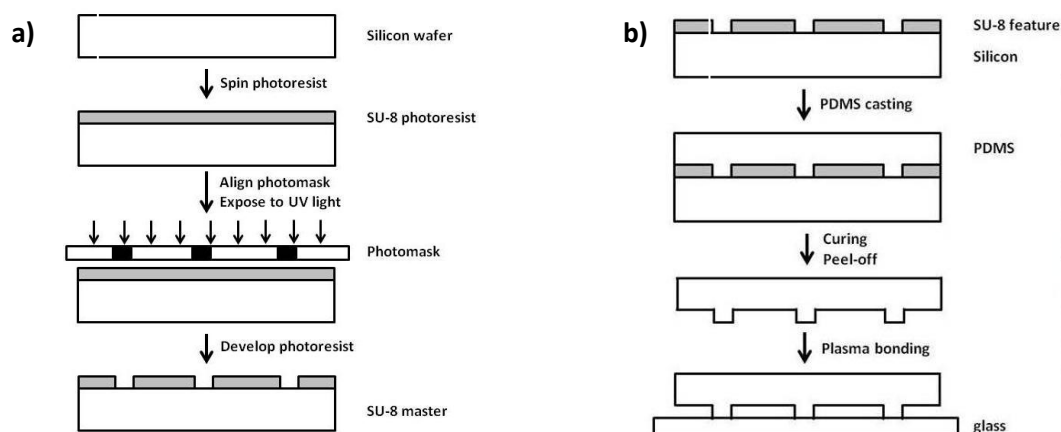 a)
Silicon wafer
Spin photoresist
SU-8 photoresist
Align photomask
Expose to UV light
Photomask
Develop photoresist
SU-8 master
b)
SU-8 feature
Silicon
PDMS casting
PDMS
Curing
Peel-off
Plasma bonding
glass